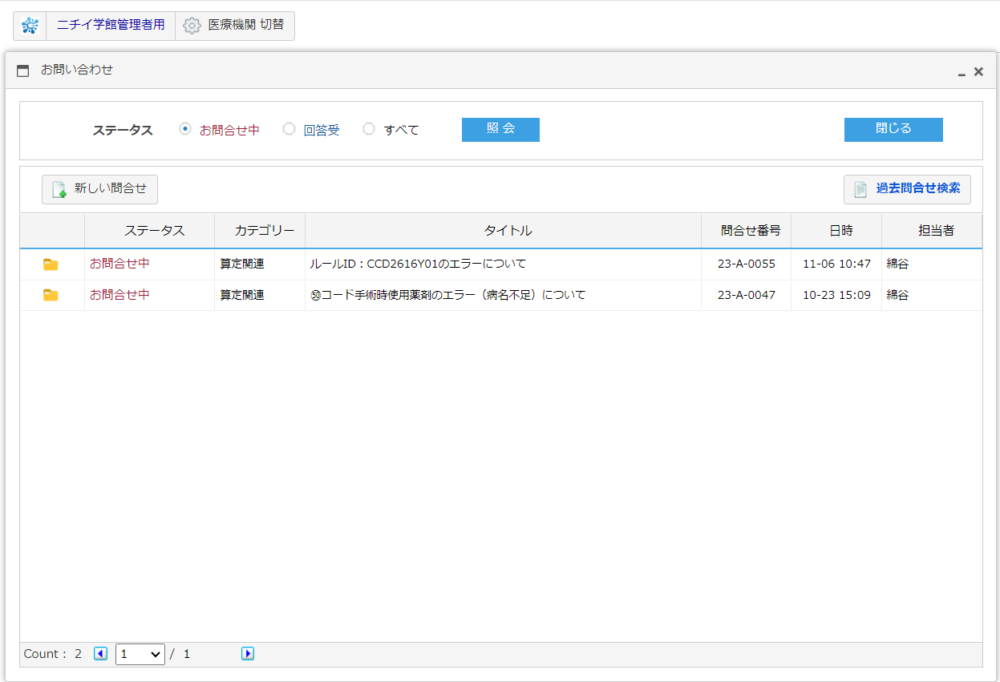 ニチイ学館管理者用 医療機関 切替
お問い合わせ
ステータス お問合せ中 回答受 すべて 照 会 閉じる
新しい問合せ 過去問合せ検索
ステータス カテゴリー タイトル 問合せ番号 日時 担当者
お問合せ中 算定関連 ルールID：CCD2616Y01のエラーについて 23-A-0055 11-06 10:47 綿谷
お問合せ中 算定関連 ㊿コード手術時使用薬剤のエラー（病名不足）について 23-A-0047 10-23 15:09 綿谷
Count : 2 1 / 1